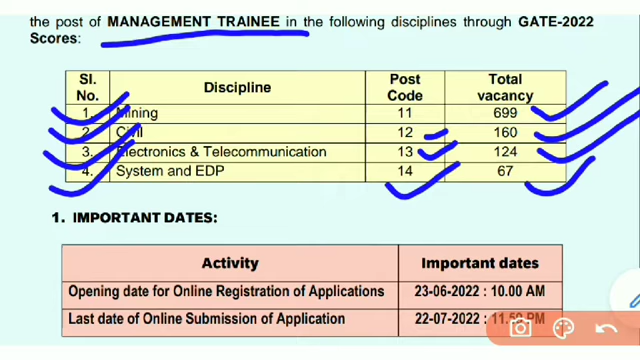 the post of MANAGEMENT TRAINEE in the following disciplines through GATE-2022
Scores:
Sl. No. Discipline Post Code Total vacancy
1. Mining 11 699
2. Civil 12 160
3. Electronics & Telecommunication 13 124
4. System and EDP 14 67
1. IMPORTANT DATES:
Activity Important dates
Opening date for Online Registration of Applications 23-06-2022 : 10.00 AM
Last date of Online Submission of Application 22-07-2022 : 11.59 PM